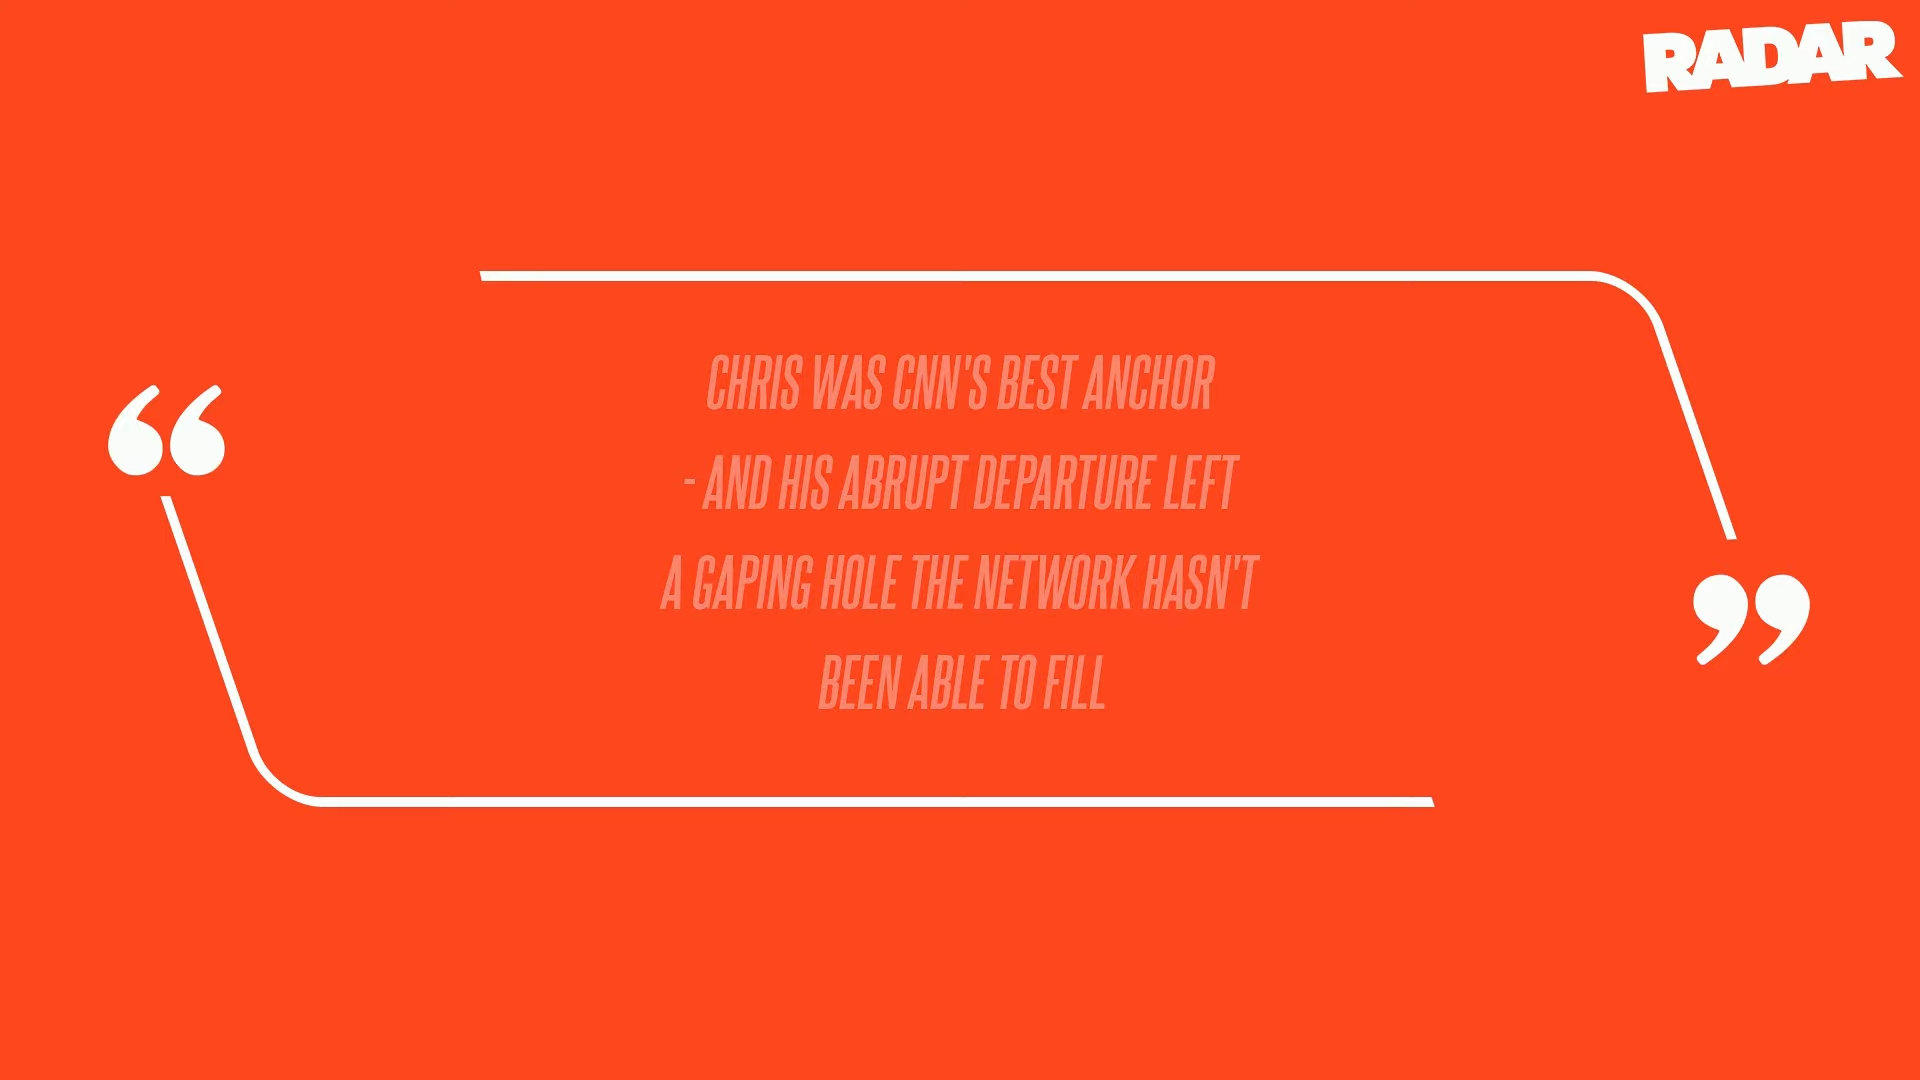 RADAR
CHRIS WAS CNN'S BEST ANCHOR
- AND HIS ABRUPT DEPARTURE LEFT
A GAPING HOLE THE NETWORK HASN'T
BEEN ABLE TO FILL